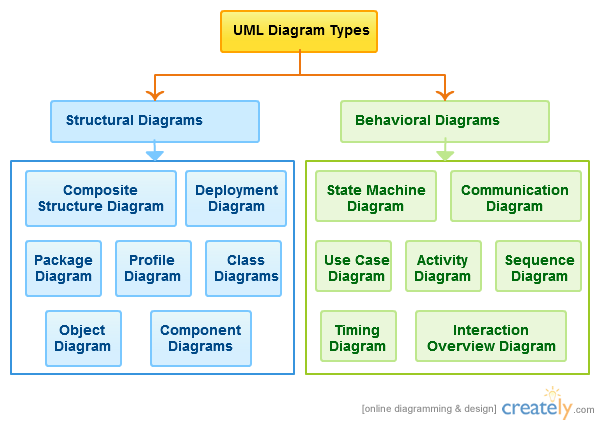 UML Diagram Types
Structural Diagrams
Behavioral Diagrams
Composite
Structure Diagram
Deployment
Diagram
Package
Diagram
Profile
Diagram
Class
Diagrams
Object
Diagram
Component
Diagrams
State Machine
Diagram
Communication
Diagram
Use Case
Diagram
Activity
Diagram
Sequence
Diagram
Timing
Diagram
Interaction
Overview Diagram
[online diagramming & design] creately.com